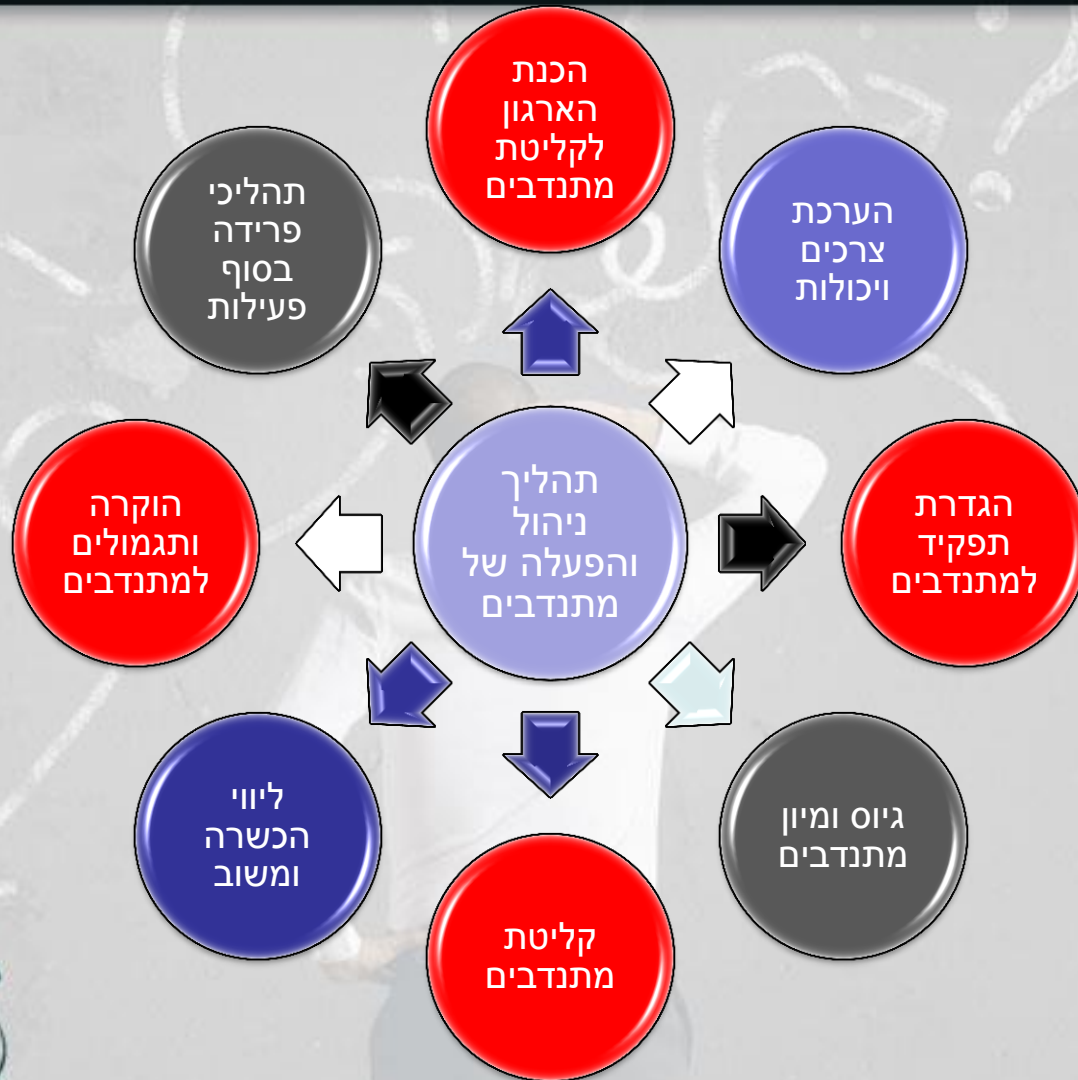 הכנת
הארגון
לקליטת
מתנדבים
הערכת
צרכים
ויכולות
הגדרת
תפקיד
למתנדבים
גיוס ומיון
מתנדבים
קליטת
מתנדבים
ליווי
הכשרה
ומשוב
הוקרה
ותגמולים
למתנדבים
תהליכי
פרידה
בסוף
פעילות
תהליך
ניהול
והפעלה של
מתנדבים